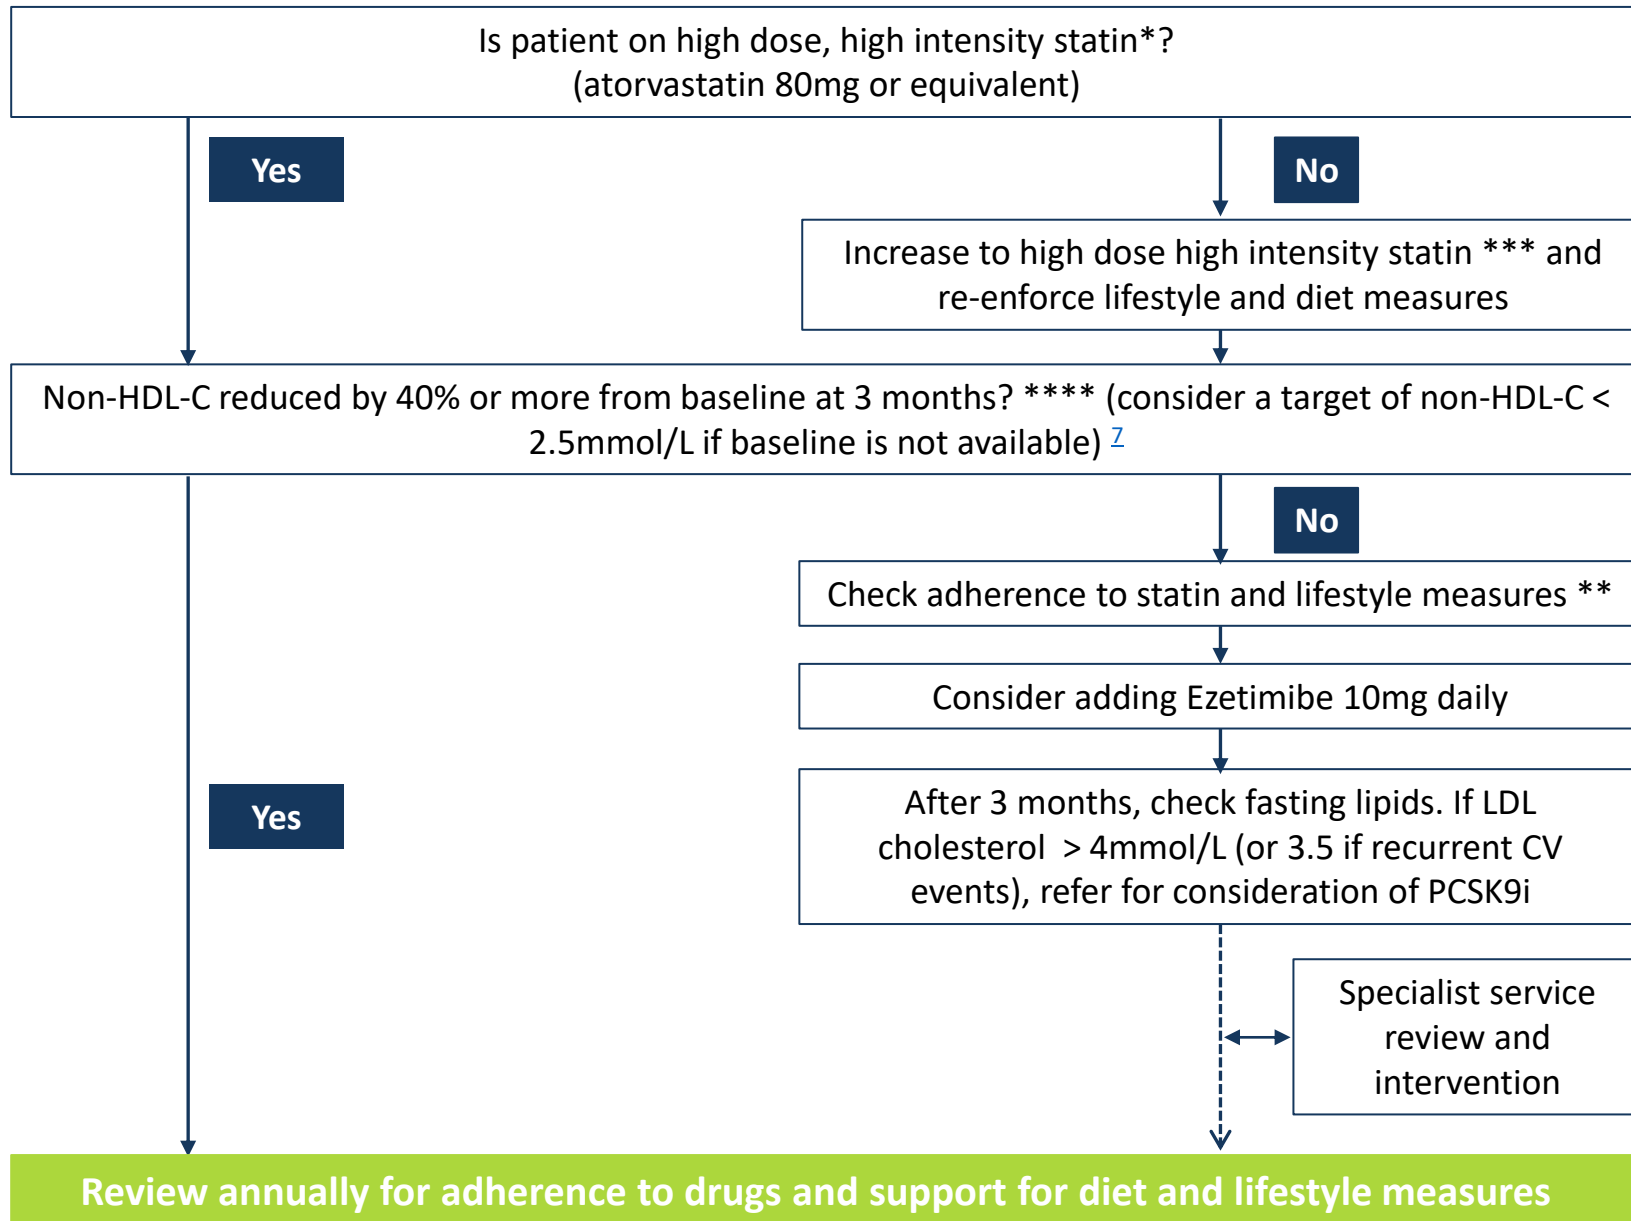 Is patient on high dose, high intensity statin*?
(atorvastatin 80mg or equivalent)
Yes
No
Increase to high dose high intensity statin *** and
re-enforce lifestyle and diet measures
Non-HDL-C reduced by 40% or more from baseline at 3 months? **** (consider a target of non-HDL-C <
2.5mmol/L if baseline is not available) 7
No
Check adherence to statin and lifestyle measures **
Consider adding Ezetimibe 10mg daily
Yes
After 3 months, check fasting lipids. If LDL
cholesterol > 4mmol/L (or 3.5 if recurrent CV
events), refer for consideration of PCSK9i
Specialist service
review and
intervention
Review annually for adherence to drugs and support for diet and lifestyle measures